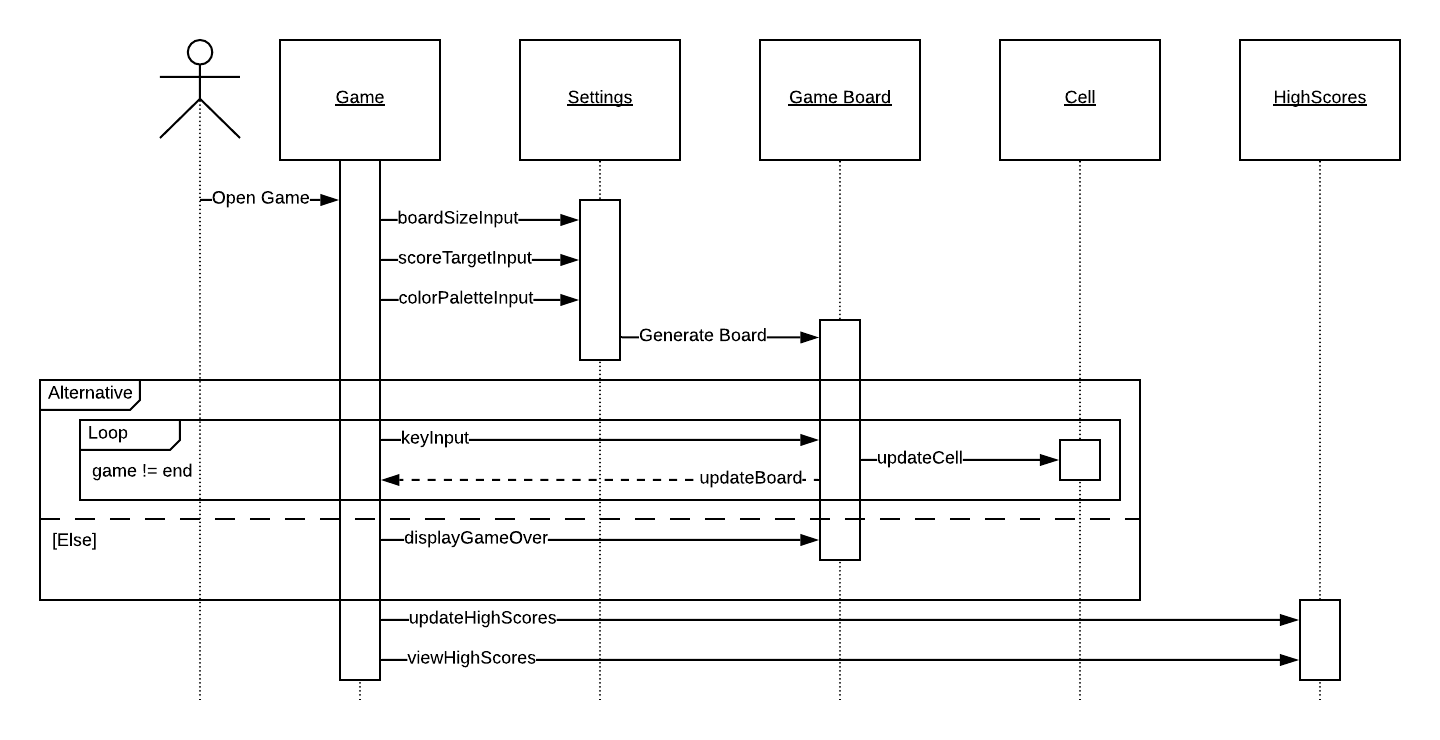 Game
Settings
Game Board
Cell
HighScores
Open Game
boardSizeInput
scoreTargetInput
colorPaletteInput
Generate Board
Alternative
Loop
keyInput
updateCell
game != end
updateBoard
[Else]
displayGameOver
updateHighScores
viewHighScores